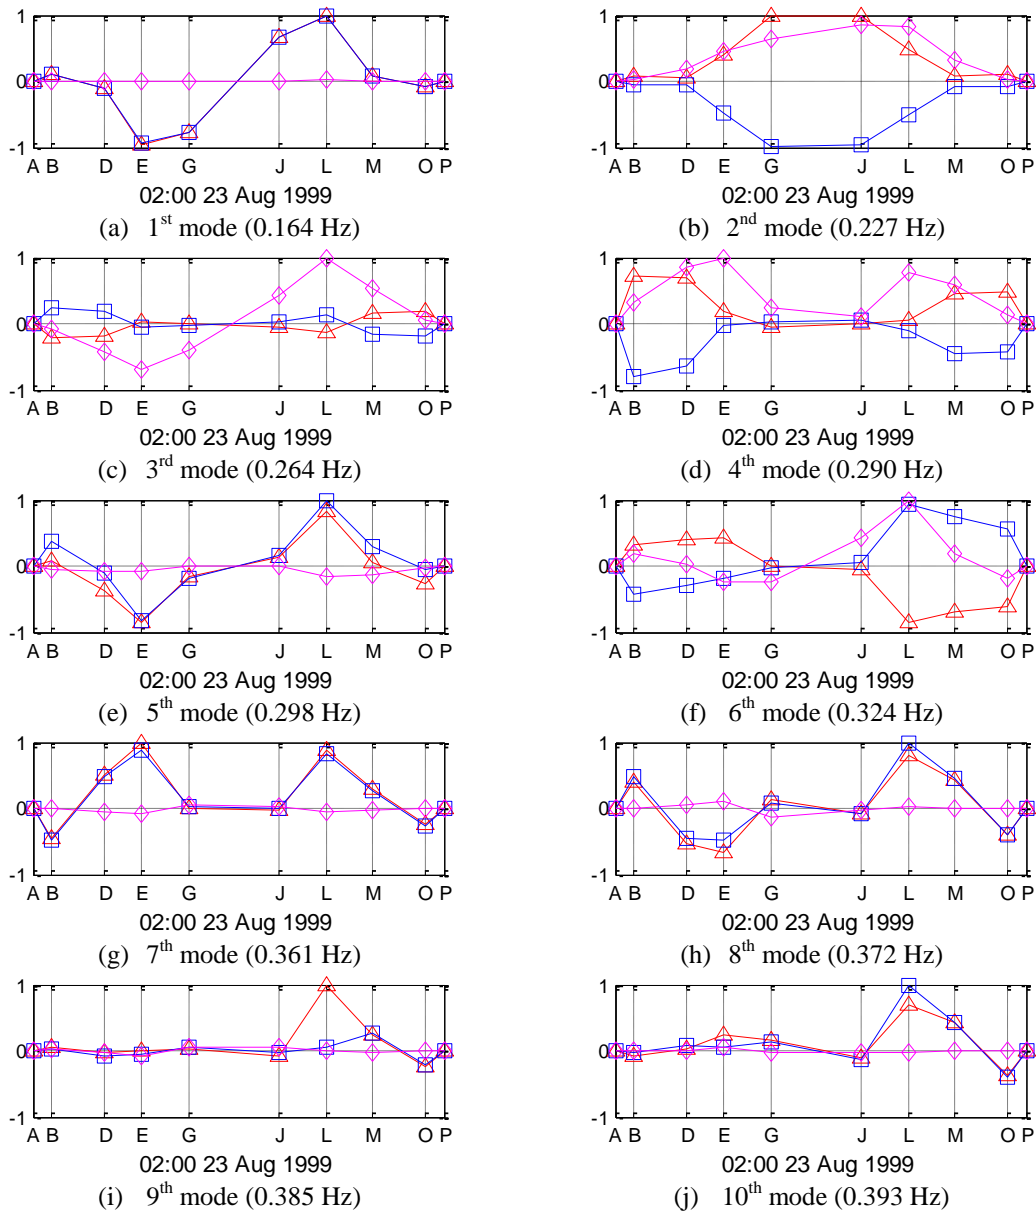 1
0
-1
A B D E G J L M O P
02:00 23 Aug 1999
(a) 1st mode (0.164 Hz)
1
0
-1
A B D E G J L M O P
02:00 23 Aug 1999
(b) 2nd mode (0.227 Hz)
1
0
-1
A B D E G J L M O P
02:00 23 Aug 1999
(c) 3rd mode (0.264 Hz)
1
0
-1
A B D E G J L M O P
02:00 23 Aug 1999
(d) 4th mode (0.290 Hz)
1
0
-1
A B D E G J L M O P
02:00 23 Aug 1999
(e) 5th mode (0.298 Hz)
1
0
-1
A B D E G J L M O P
02:00 23 Aug 1999
(f) 6th mode (0.324 Hz)
1
0
-1
A B D E G J L M O P
02:00 23 Aug 1999
(g) 7th mode (0.361 Hz)
1
0
-1
A B D E G J L M O P
02:00 23 Aug 1999
(h) 8th mode (0.372 Hz)
1
0
-1
A B D E G J L M O P
02:00 23 Aug 1999
(i) 9th mode (0.385 Hz)
1
0
-1
A B D E G J L M O P
02:00 23 Aug 1999
(j) 10th mode (0.393 Hz)